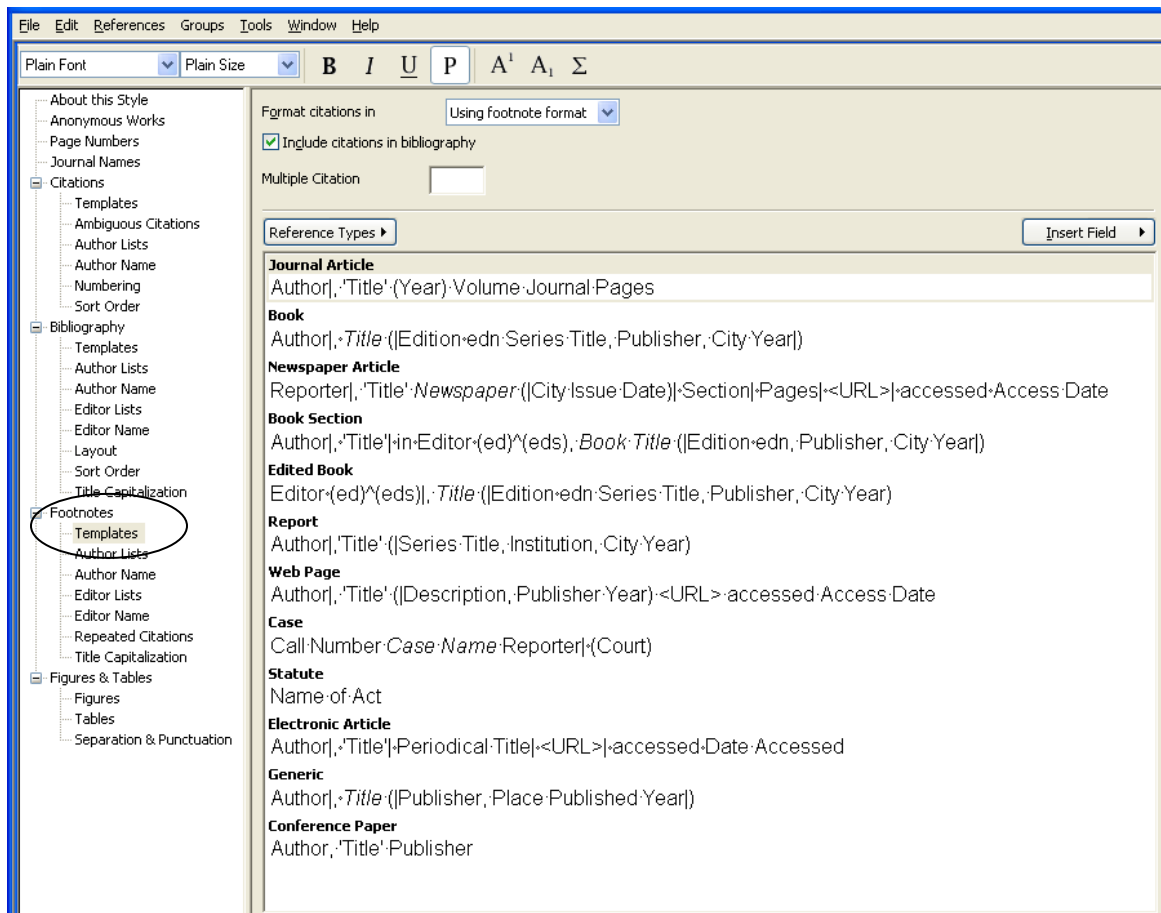 File Edit References Groups Tools Window Help
Plain Font Plain Size B I U P A¹ A₁ Σ
About this Style
Anonymous Works
Page Numbers
Journal Names
Citations
Templates
Ambiguous Citations
Author Lists
Author Name
Numbering
Sort Order
Bibliography
Templates
Author Lists
Author Name
Editor Lists
Editor Name
Layout
Sort Order
Title Capitalization
Footnotes
Templates
Author Lists
Author Name
Editor Lists
Editor Name
Repeated Citations
Title Capitalization
Figures & Tables
Figures
Tables
Separation & Punctuation
Format citations in Using footnote format
Include citations in bibliography
Multiple Citation
Reference Types Insert Field
Journal Article
Author|,·'Title'·(Year)·Volume·Journal·Pages
Book
Author|,∘Title·(|Edition∘edn·Series·Title,·Publisher,·City·Year|)
Newspaper Article
Reporter|,·'Title'·Newspaper·(|City·Issue·Date)|∘Section|∘Pages|∘<URL>|∘accessed∘Access·Date
Book Section
Author|,∘'Title'|∘in∘Editor∘(ed)^(eds),·Book·Title·(|Edition∘edn,·Publisher,·City·Year|)
Edited Book
Editor∘(ed)^(eds)|,·Title·(|Edition∘edn·Series·Title,·Publisher,·City·Year)
Report
Author|,'Title'·(|Series·Title,·Institution,·City·Year)
Web Page
Author|,·'Title'·(|Description,·Publisher·Year)·<URL>·accessed·Access·Date
Case
Call·Number·Case·Name·Reporter|∘(Court)
Statute
Name·of·Act
Electronic Article
Author|,∘'Title'|∘Periodical·Title|∘<URL>|∘accessed∘Date·Accessed
Generic
Author|,∘Title·(|Publisher,·Place·Published·Year|)
Conference Paper
Author,·'Title'·Publisher